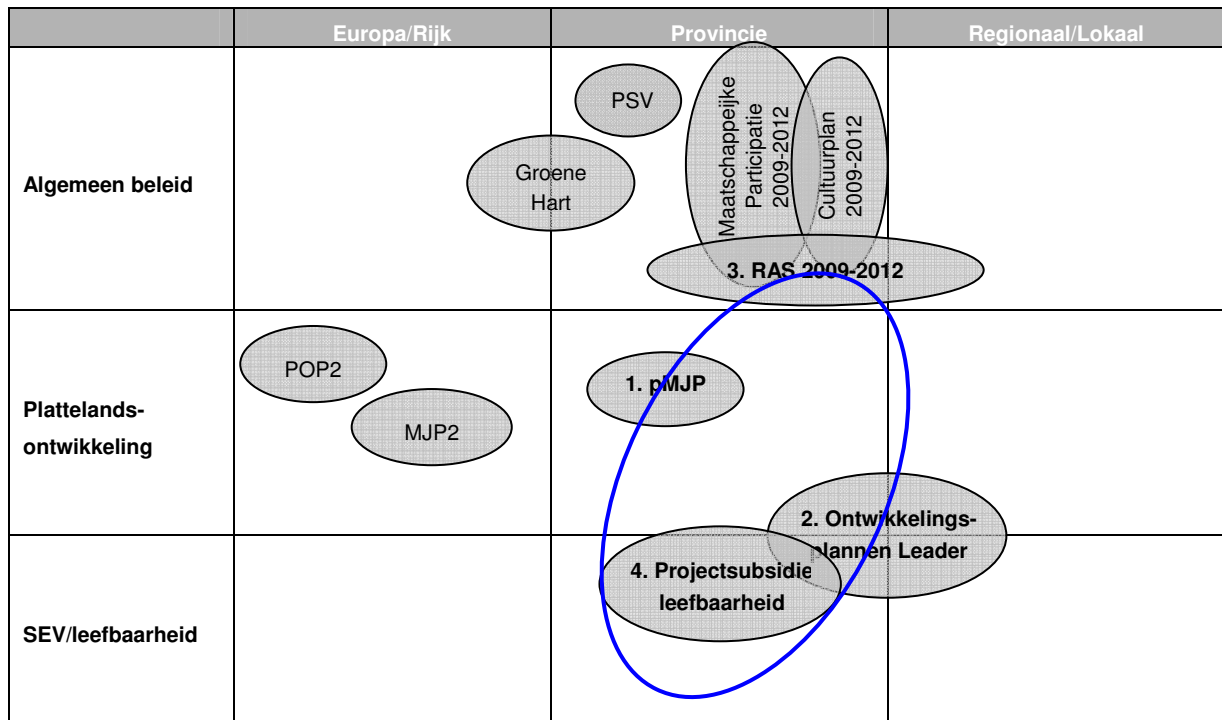 Europa/Rijk
Provincie
Regionaal/Lokaal
Algemeen beleid
PSV
Groene
Hart
Maatschappeijke
Participatie
2009-2012
Cultuurplan
2009-2012
3. RAS 2009-2012
Plattelands-
ontwikkeling
POP2
MJP2
1. pMJP
2. Ontwikkelings-
plannen Leader
SEV/leefbaarheid
4. Projectsubsidie
leefbaarheid